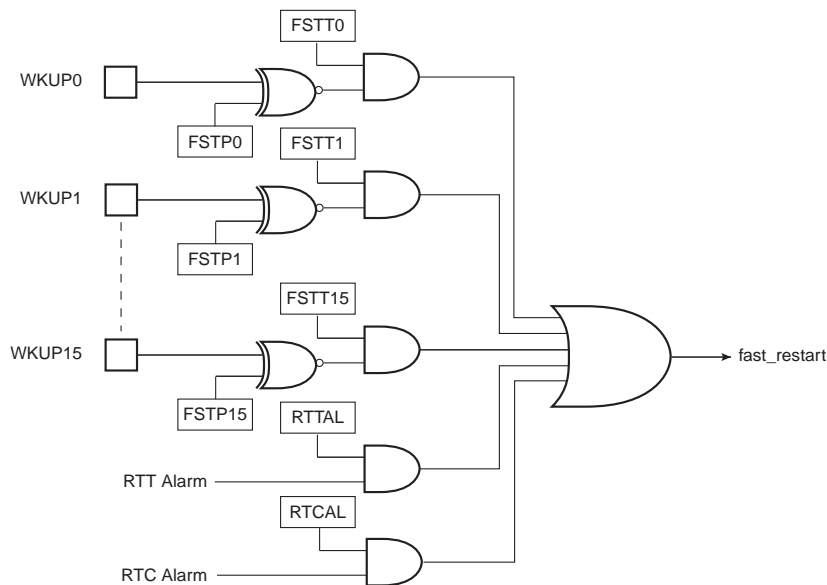 FSTT0
WKUP0
FSTP0
FSTT1
WKUP1
FSTP1
FSTT15
WKUP15
fast_restart
FSTP15
RTTAL
RTT Alarm
RTCAL
RTC Alarm